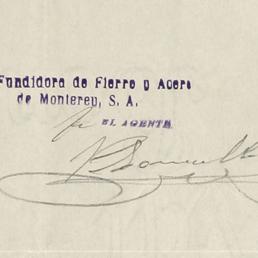 Fundidora de Fierro y Acero
de Monterey, S. A.
EL AGENTE